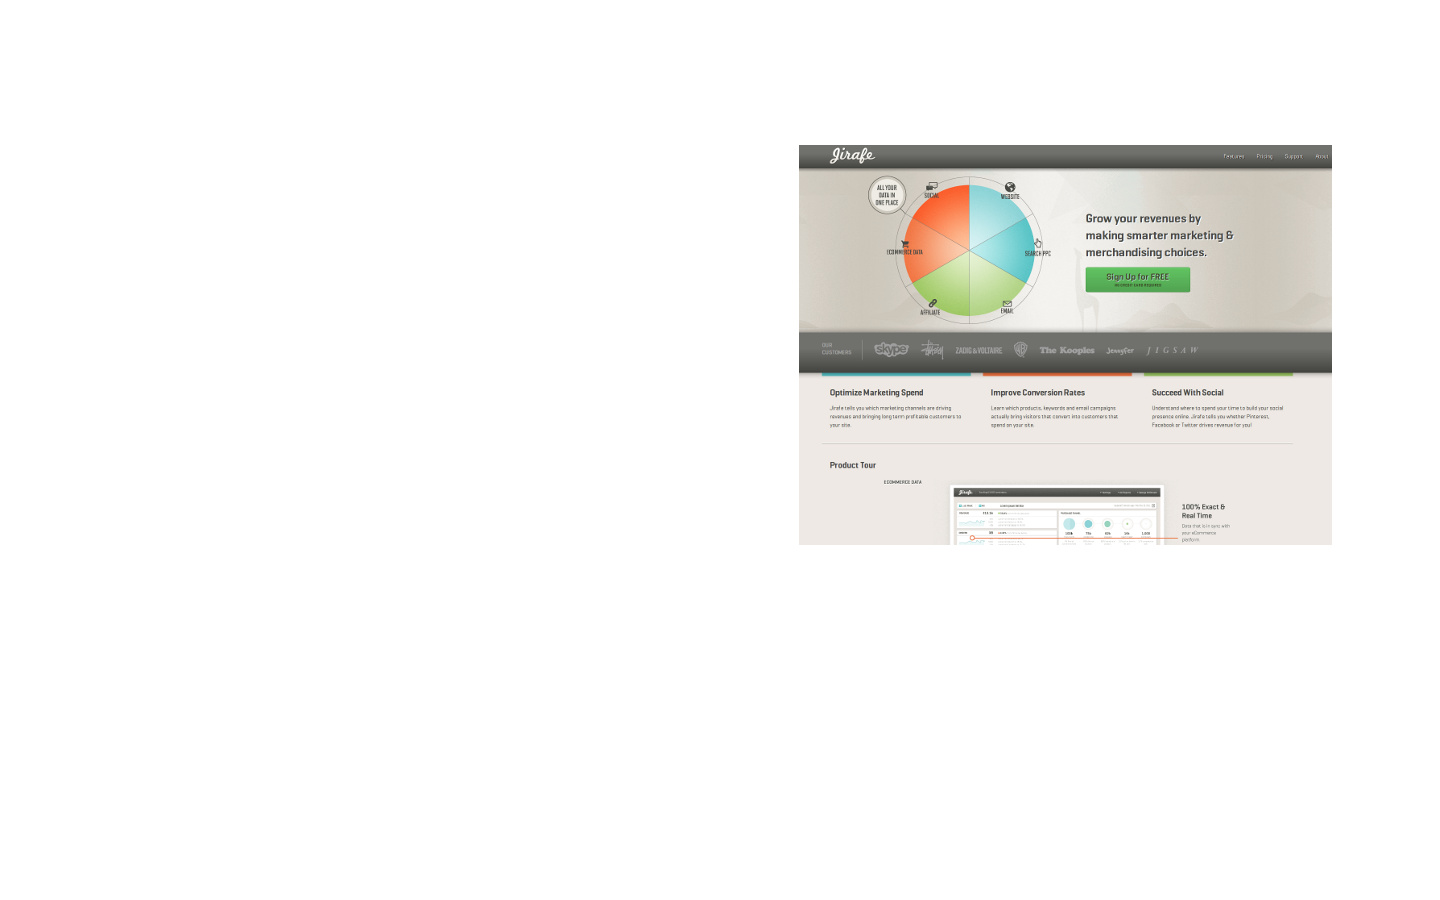 Jirafe
Features Pricing Support About
ALL YOUR
DATA IN
ONE PLACE
SOCIAL
WEBSITE
ECOMMERCE DATA
SEARCH PPC
AFFILIATE
EMAIL
Grow your revenues by
making smarter marketing &
merchandising choices.
Sign Up for FREE
NO CREDIT CARD REQUIRED
OUR
CUSTOMERS
skype
ZADIG & VOLTAIRE
The Kooples
Jennyfer
JIGSAW
Optimize Marketing Spend
Jirafe tells you which marketing channels are driving
revenues and bringing long term profitable customers to
your site.
Improve Conversion Rates
Learn which products, keywords and email campaigns
actually bring visitors that convert into customers that
spend on your site.
Succeed With Social
Understand where to spend your time to build your social
presence online. Jirafe tells you whether Pinterest,
Facebook or Twitter drives revenue for you!
Product Tour
ECOMMERCE DATA
Jirafe
100% Exact &
Real Time
Data that is in sync with
your eCommerce
platform